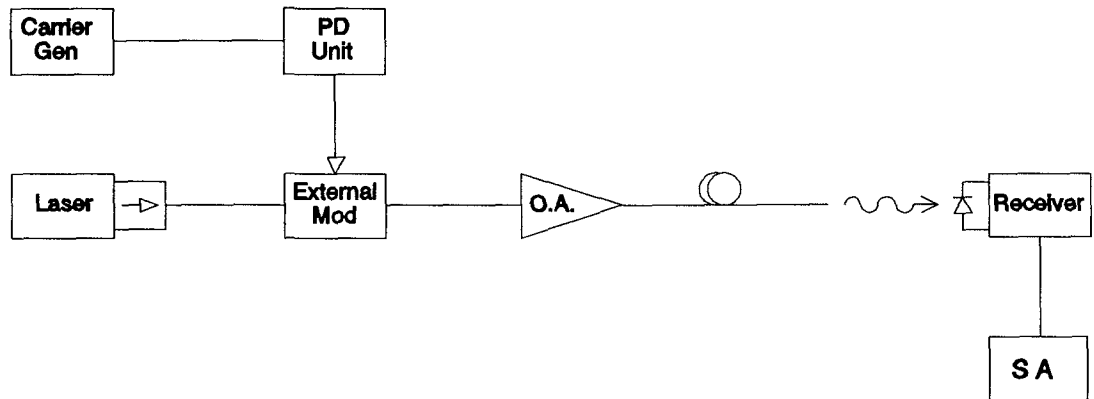 Carrier
Gen
PD
Unit
Laser
External
Mod
O.A.
Receiver
S A